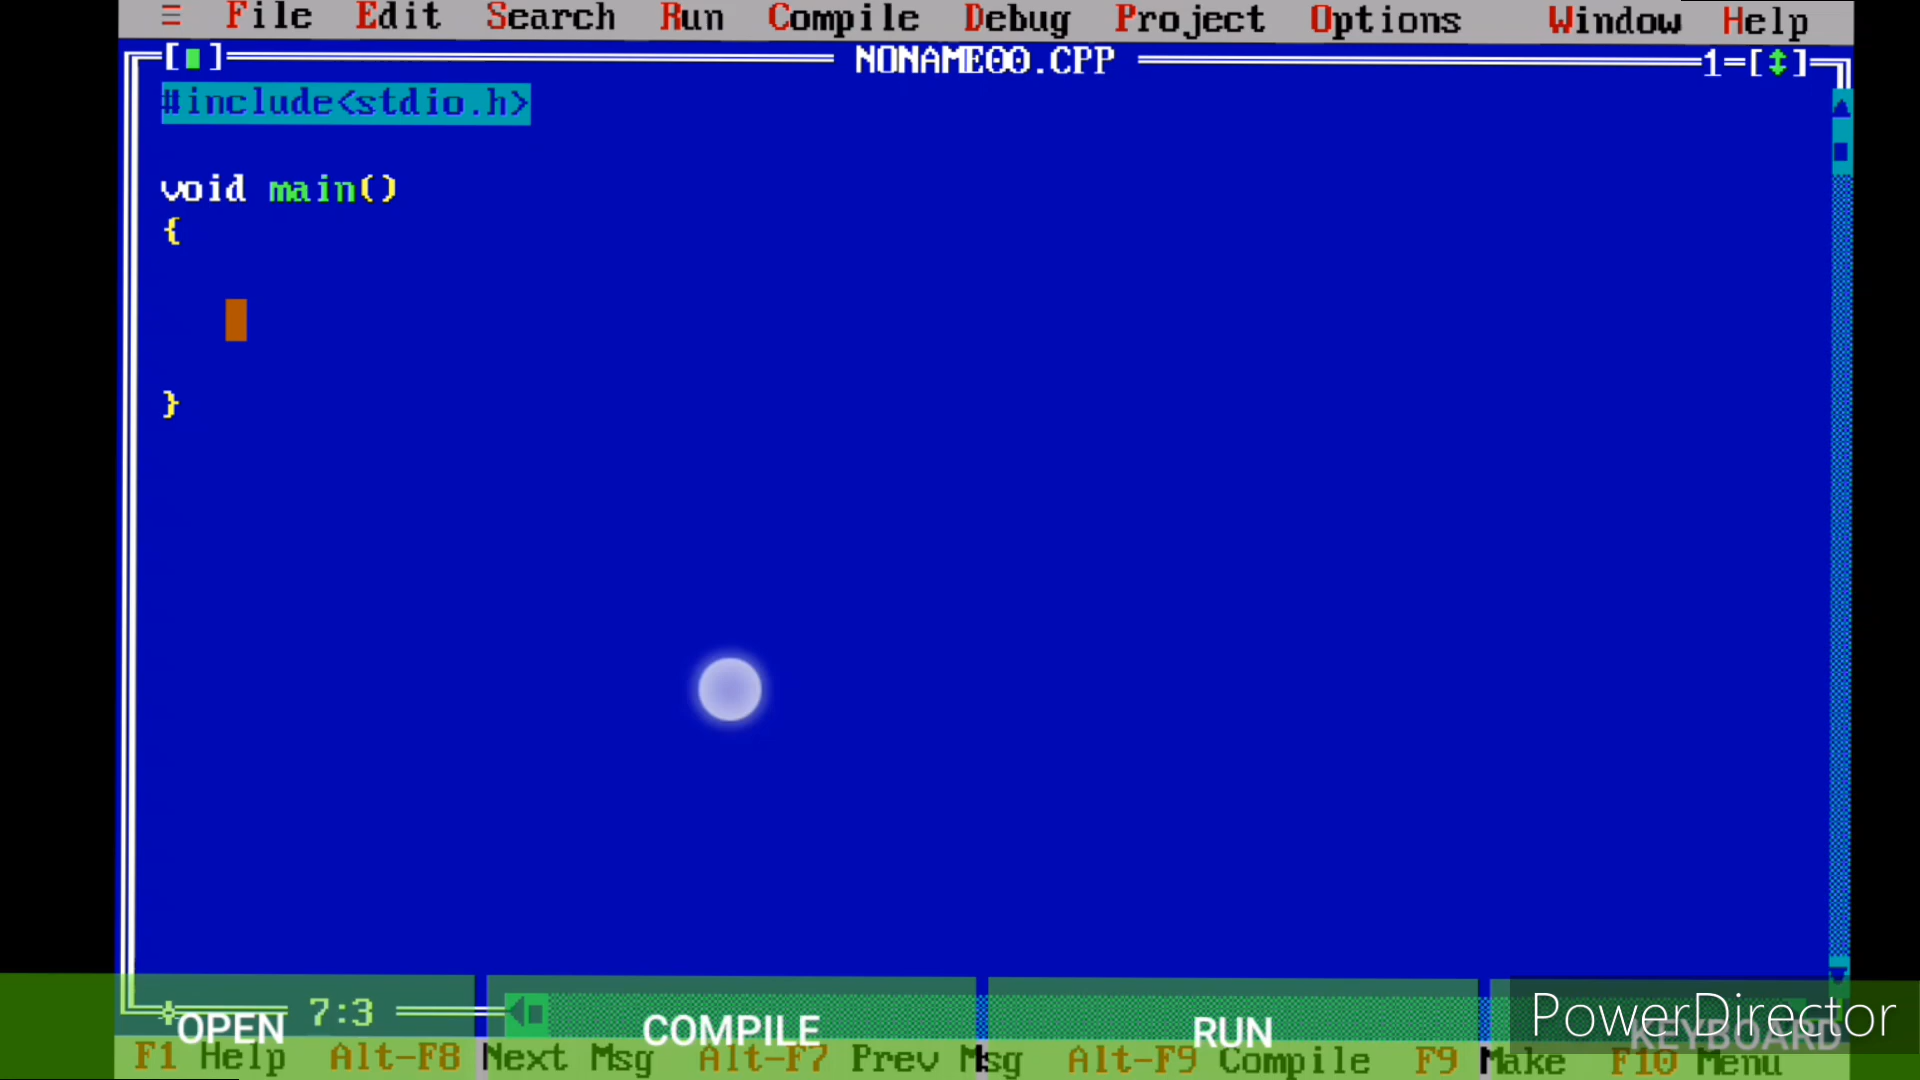 ≡ File Edit Search Run Compile Debug Project Options Window Help
[■] NONAME00.CPP 1=[↕]
#include<stdio.h>
void main()
{
}
7:3
OPEN COMPILE RUN KEYBOARD
PowerDirector
F1 Help Alt-F8 Next Msg Alt-F7 Prev Msg Alt-F9 Compile F9 Make F10 Menu